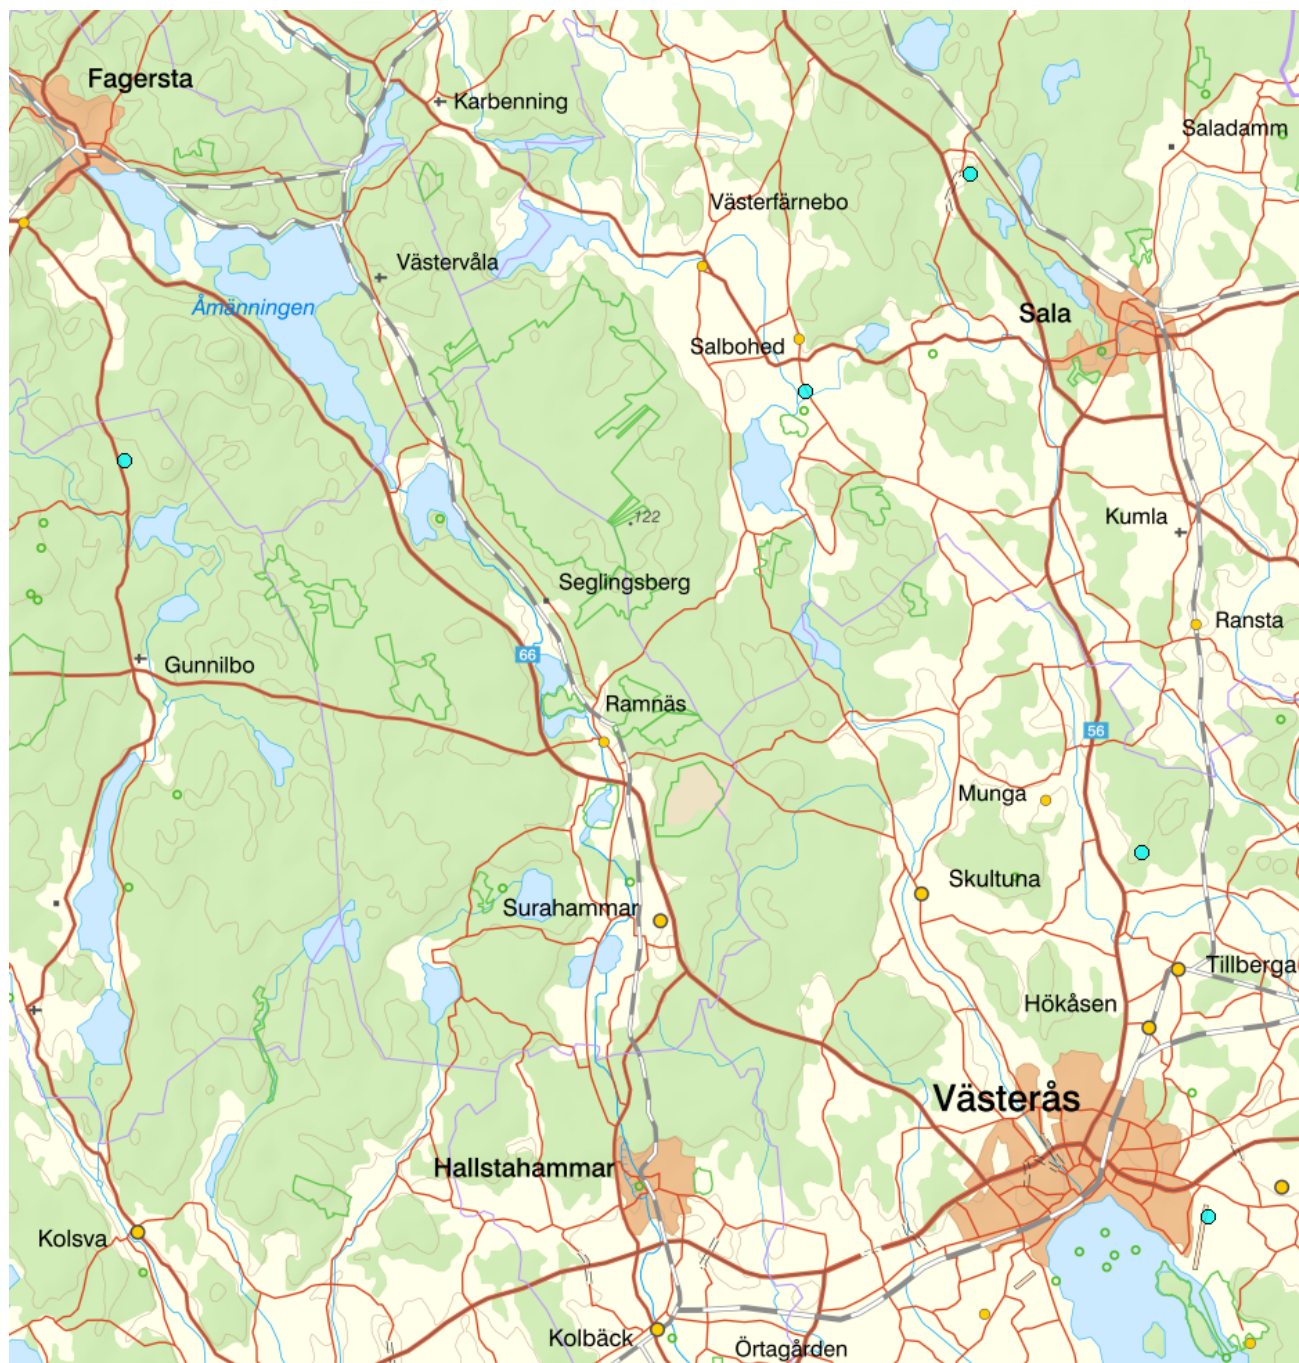 Fagersta
Karbenning
Saladamm
Västerfärnebo
Västervåla
Åmänningen
Sala
Salbohed
122
Kumla
Seglingsberg
Ransta
66
Gunnilbo
Ramnäs
56
Munga
Skultuna
Surahammar
Tillberga
Hökåsen
Västerås
Hallstahammar
Kolsva
Kolbäck
Örtagården